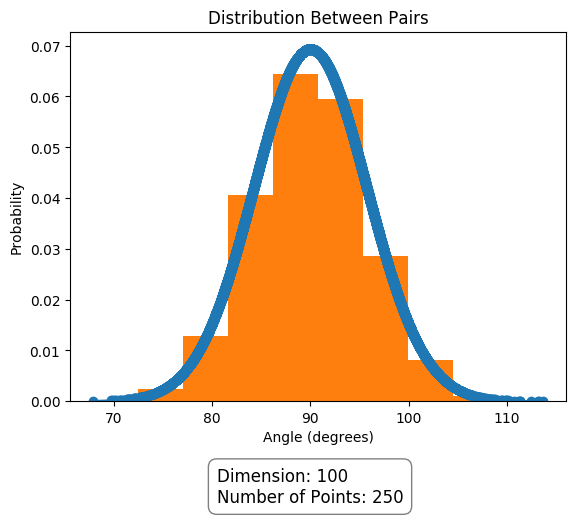 Distribution Between Pairs
0.07
0.06
0.05
0.04
0.03
0.02
0.01
0.00
Probability
70 80 90 100 110
Angle (degrees)
Dimension: 100
Number of Points: 250